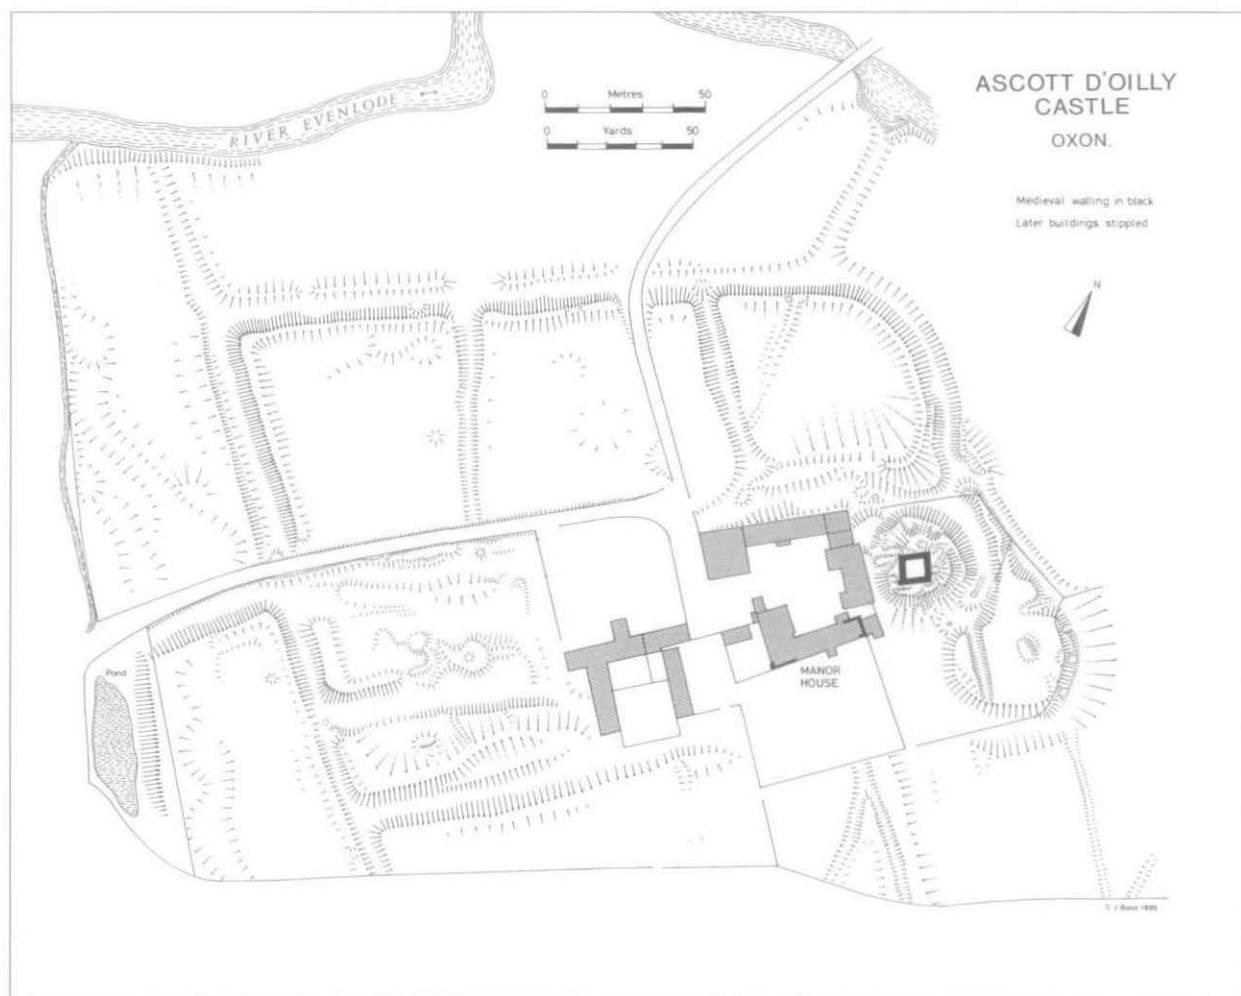 ASCOTT D'OILLY
CASTLE
OXON.
Medieval walling in black
Later buildings stippled
N
0 Metres 50
0 Yards 50
RIVER EVENLODE
Pond
MANOR
HOUSE